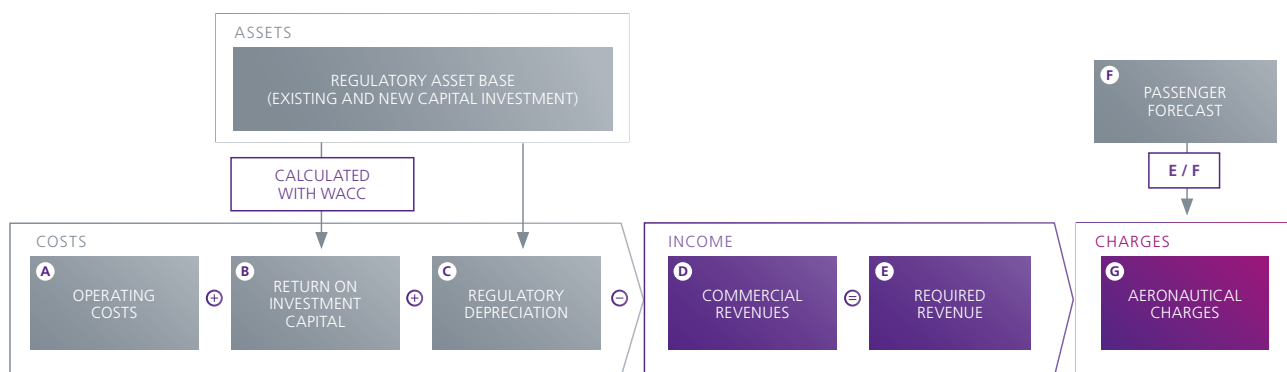 ASSETS
REGULATORY ASSET BASE
(EXISTING AND NEW CAPITAL INVESTMENT)
F
PASSENGER
FORECAST
CALCULATED
WITH WACC
E / F
COSTS
A
OPERATING
COSTS
+
B
RETURN ON
INVESTMENT
CAPITAL
+
C
REGULATORY
DEPRECIATION
−
INCOME
D
COMMERCIAL
REVENUES
=
E
REQUIRED
REVENUE
CHARGES
G
AERONAUTICAL
CHARGES